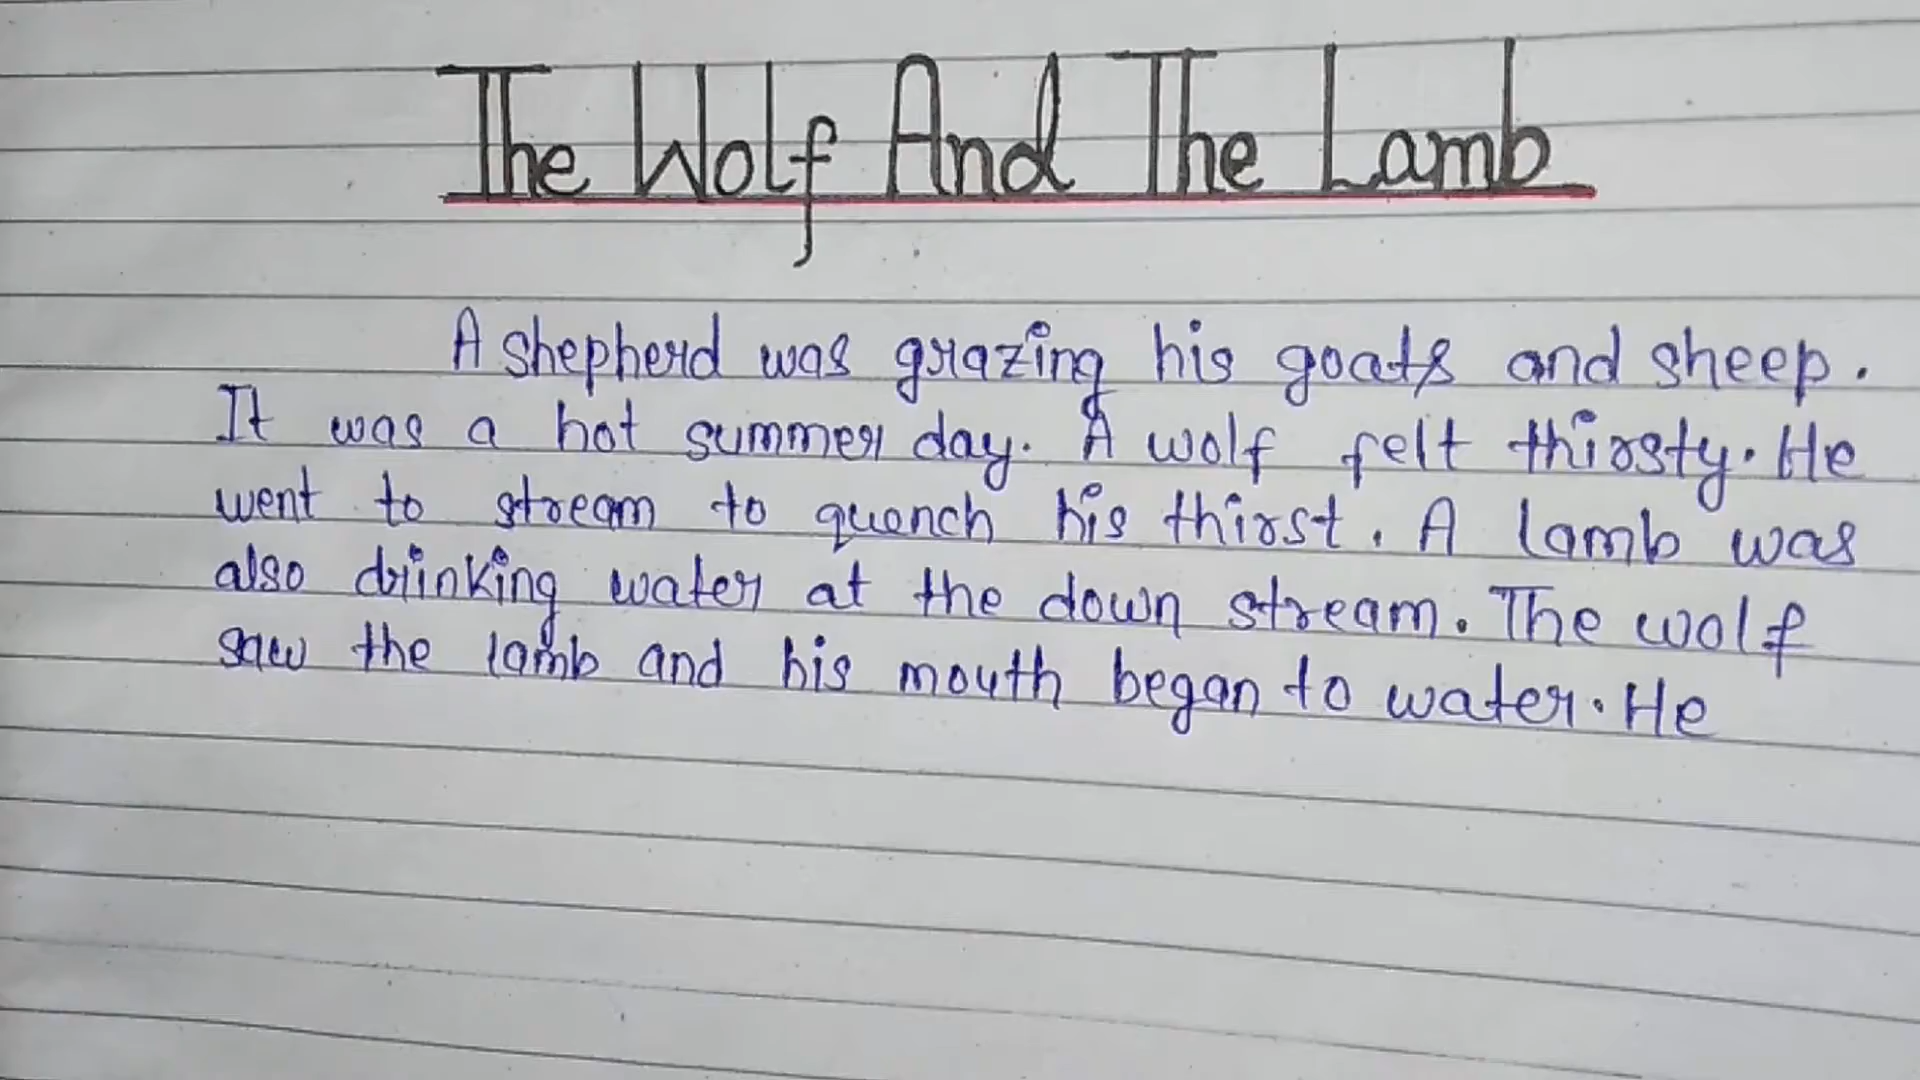 The Wolf And The Lamb
A shepherd was grazing his goats and sheep.
It was a hot summer day. A wolf felt thirsty. He
went to stream to quench his thirst. A lamb was
also drinking water at the down stream. The wolf
saw the lamb and his mouth began to water. He